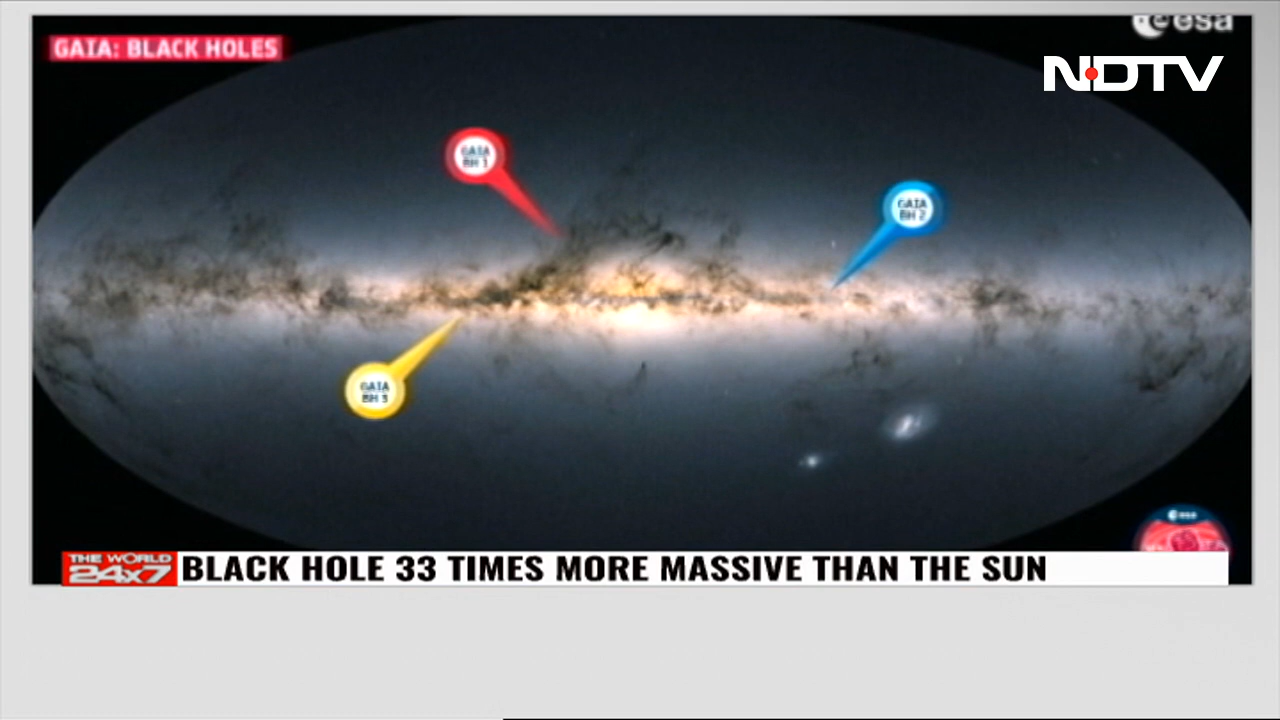 esa
GAIA: BLACK HOLES
NDTV
GAIA
BH 1
GAIA
BH 2
GAIA
BH 3
esa
THE WORLD
24x7
BLACK HOLE 33 TIMES MORE MASSIVE THAN THE SUN